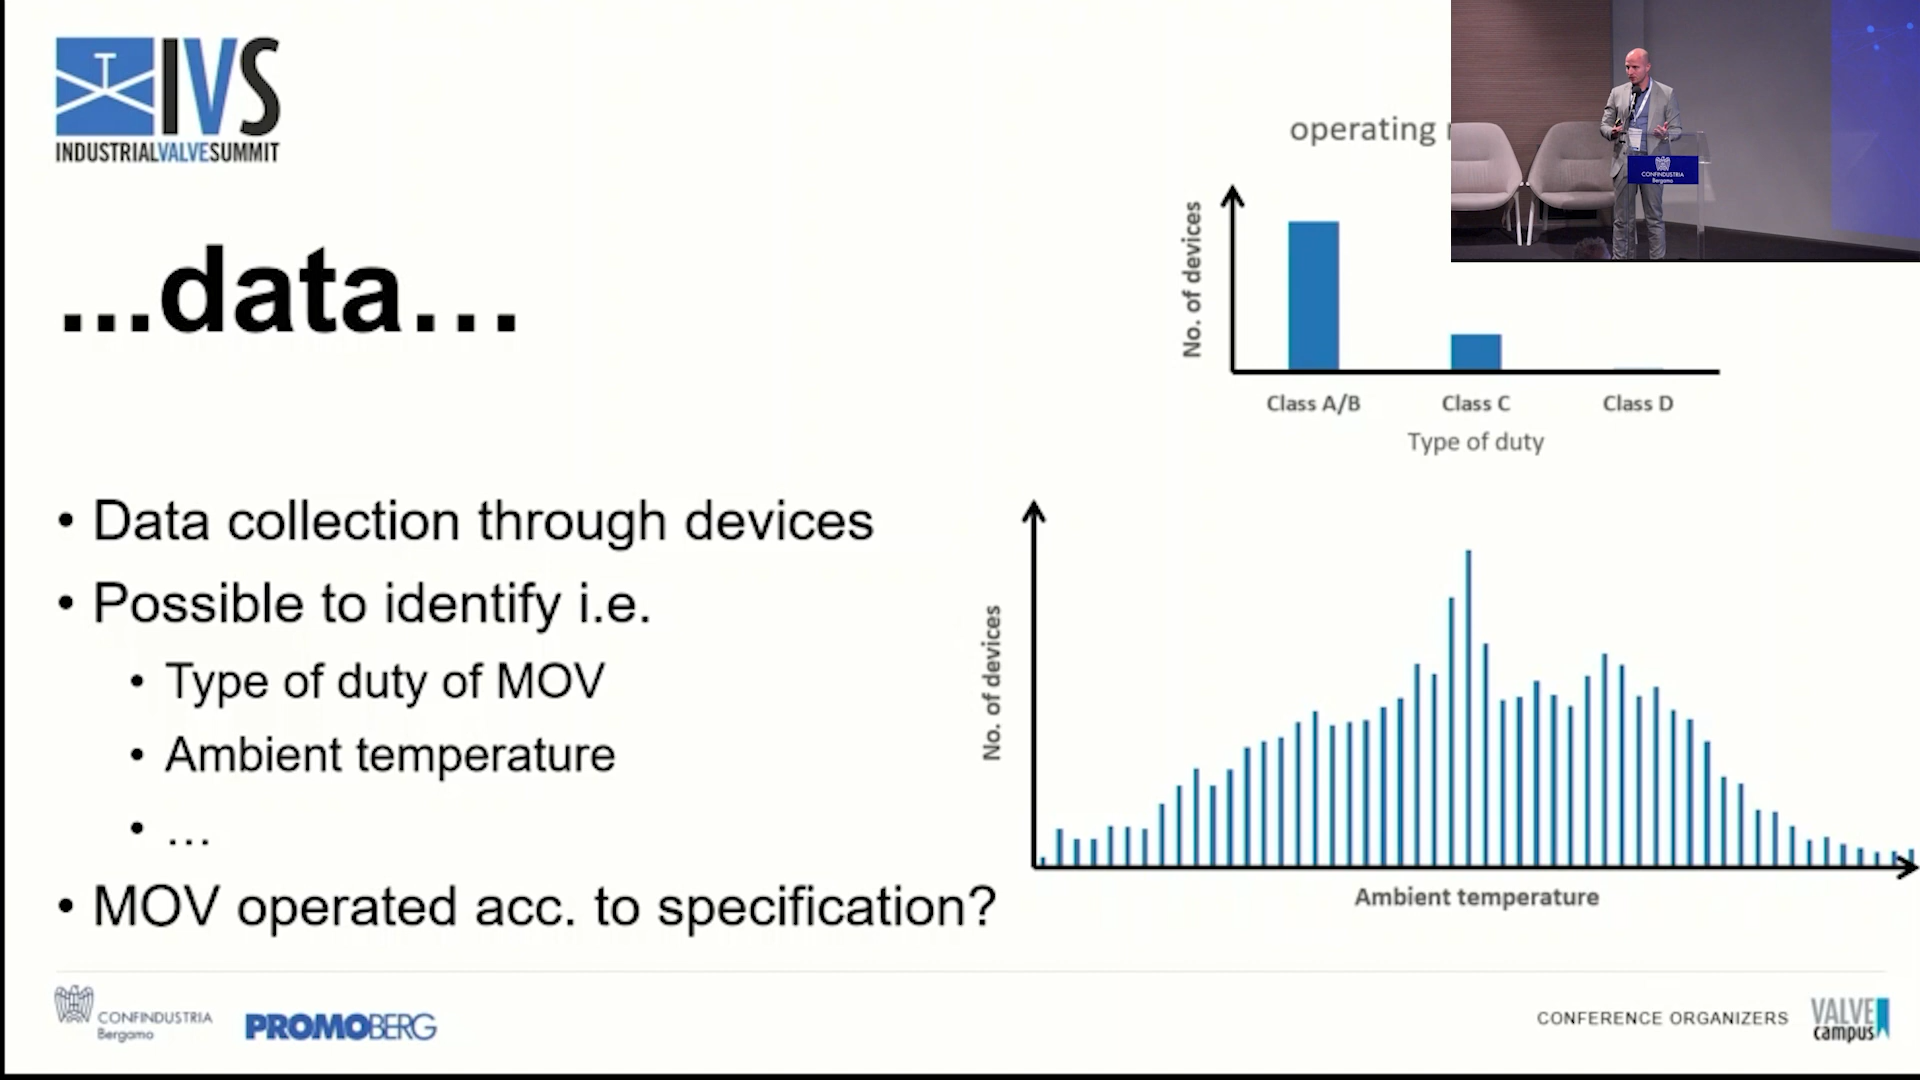 IVS
INDUSTRIALVALVESUMMIT
...data...
• Data collection through devices
• Possible to identify i.e.
• Type of duty of MOV
• Ambient temperature
• ...
• MOV operated acc. to specification?
operating
No. of devices
Class A/B Class C Class D
Type of duty
No. of devices
Ambient temperature
CONFINDUSTRIA
Bergamo
CONFINDUSTRIA
Bergamo
PROMOBERG
CONFERENCE ORGANIZERS
VALVE
campus